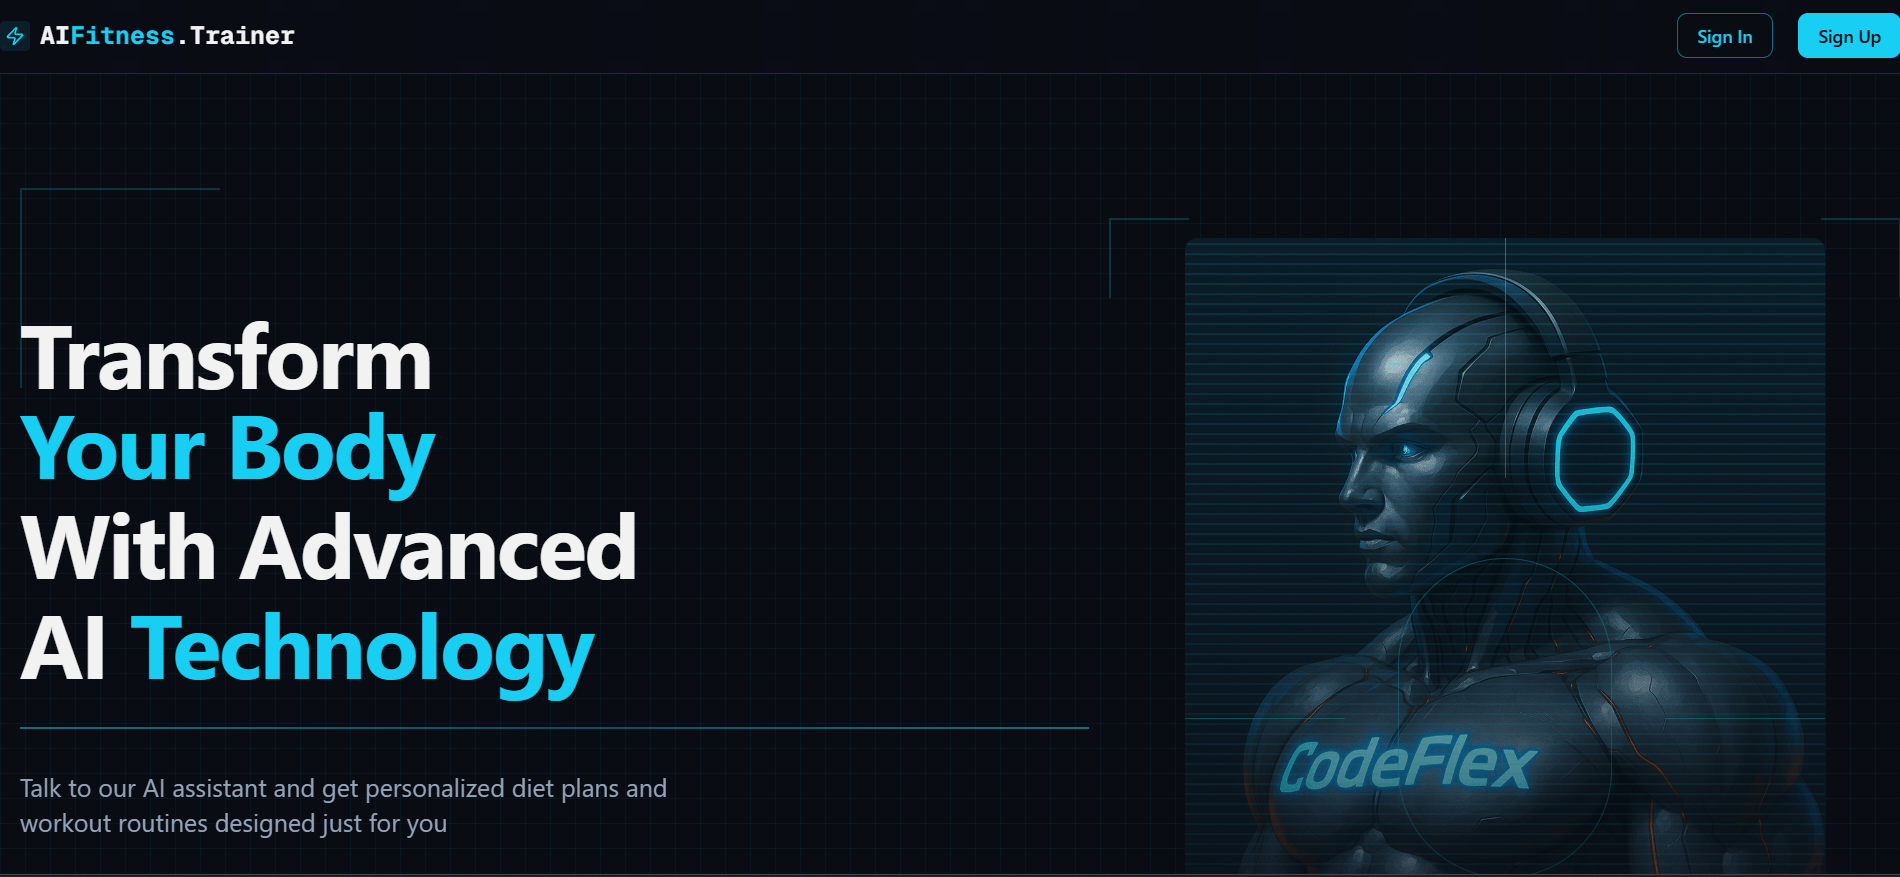 AIFitness.Trainer
Sign In
Sign Up
Transform
Your Body
With Advanced
AI Technology
Talk to our AI assistant and get personalized diet plans and
workout routines designed just for you
CodeFlex